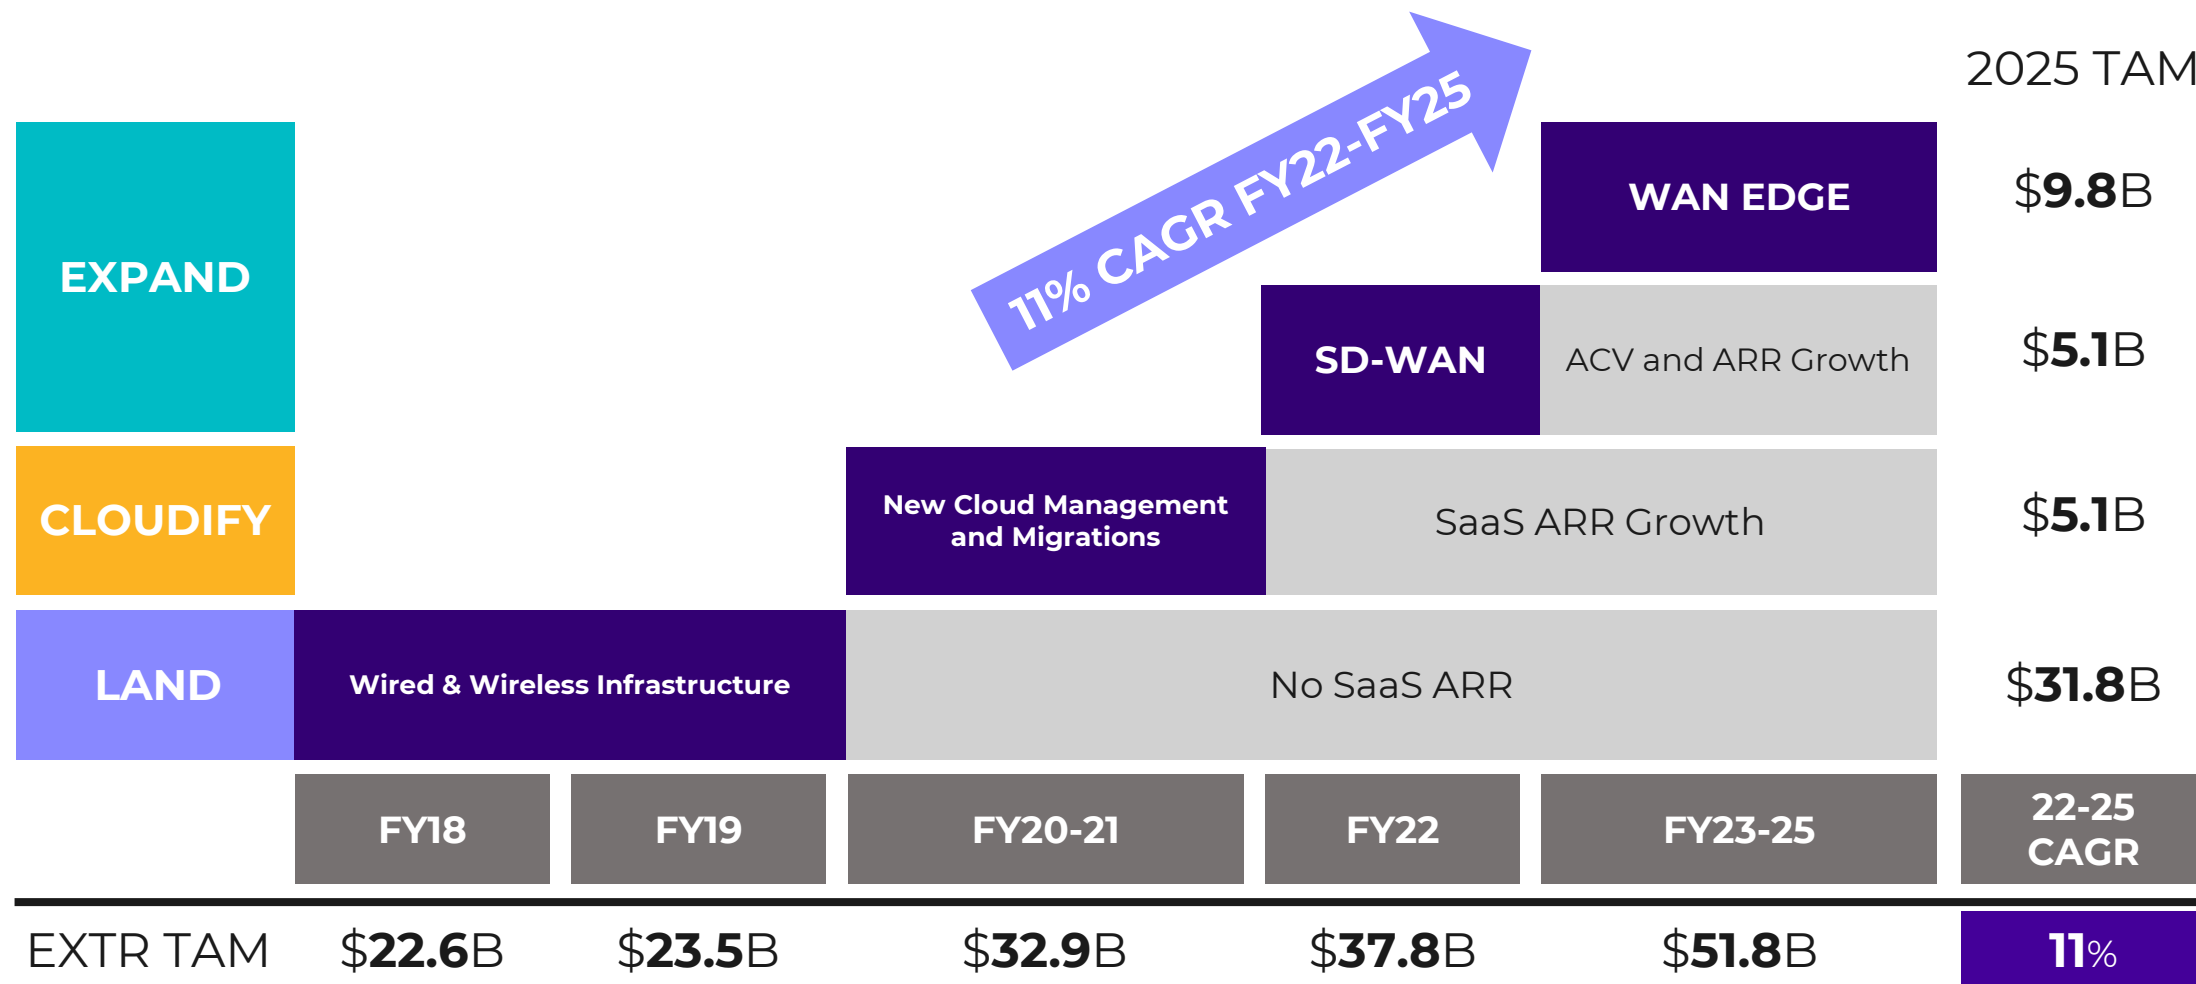 2025 TAM
11% CAGR FY22-FY25
EXPAND
WAN EDGE
$9.8B
SD-WAN
ACV and ARR Growth
$5.1B
CLOUDIFY
New Cloud Management
and Migrations
SaaS ARR Growth
$5.1B
LAND
Wired & Wireless Infrastructure
No SaaS ARR
$31.8B
FY18
FY19
FY20-21
FY22
FY23-25
22-25
CAGR
EXTR TAM
$22.6B
$23.5B
$32.9B
$37.8B
$51.8B
11%